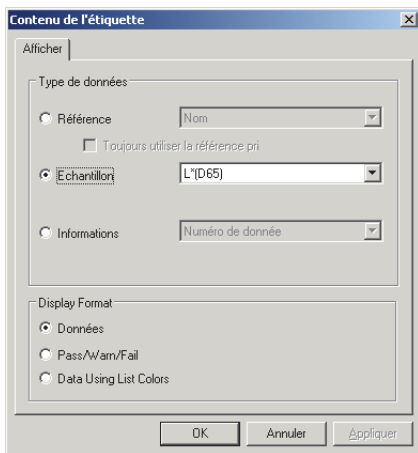 Contenu de l'étiquette
Afficher
Type de données
Référence
Nom
Toujours utiliser la référence pri
Echantillon
L*(D65)
Informations
Numéro de donnée
Display Format
Données
Pass/Warn/Fail
Data Using List Colors
OK
Annuler
Appliquer